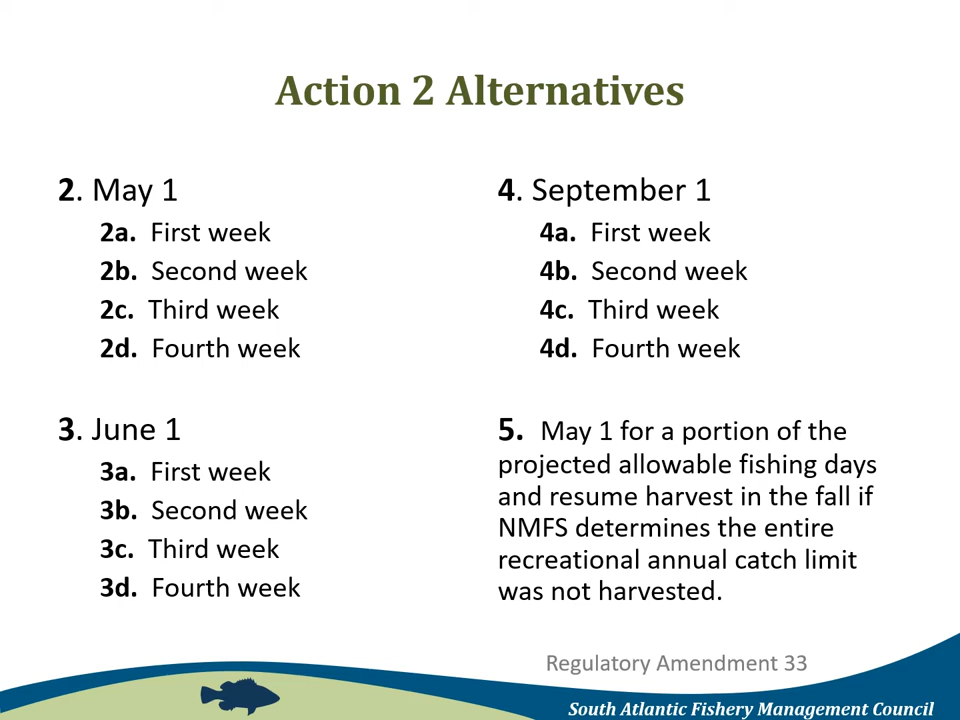 Action 2 Alternatives
2. May 1
2a. First week
2b. Second week
2c. Third week
2d. Fourth week
3. June 1
3a. First week
3b. Second week
3c. Third week
3d. Fourth week
4. September 1
4a. First week
4b. Second week
4c. Third week
4d. Fourth week
5. May 1 for a portion of the
projected allowable fishing days
and resume harvest in the fall if
NMFS determines the entire
recreational annual catch limit
was not harvested.
Regulatory Amendment 33
South Atlantic Fishery Management Council